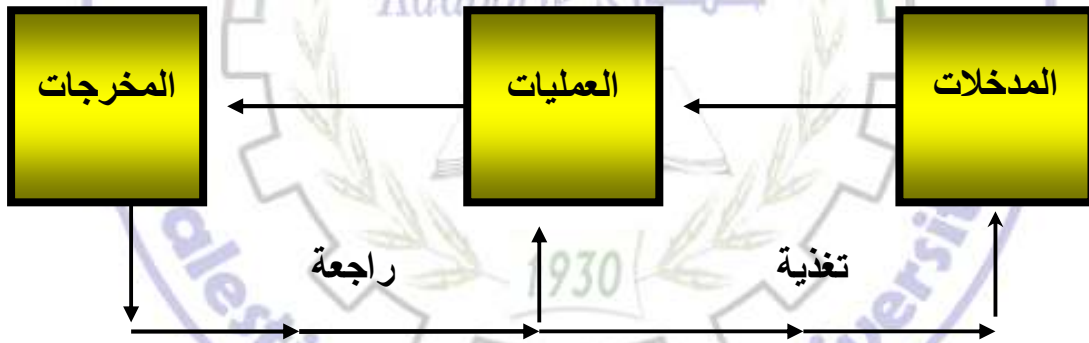 المدخلات
العمليات
المخرجات
تغذية
راجعة
1930